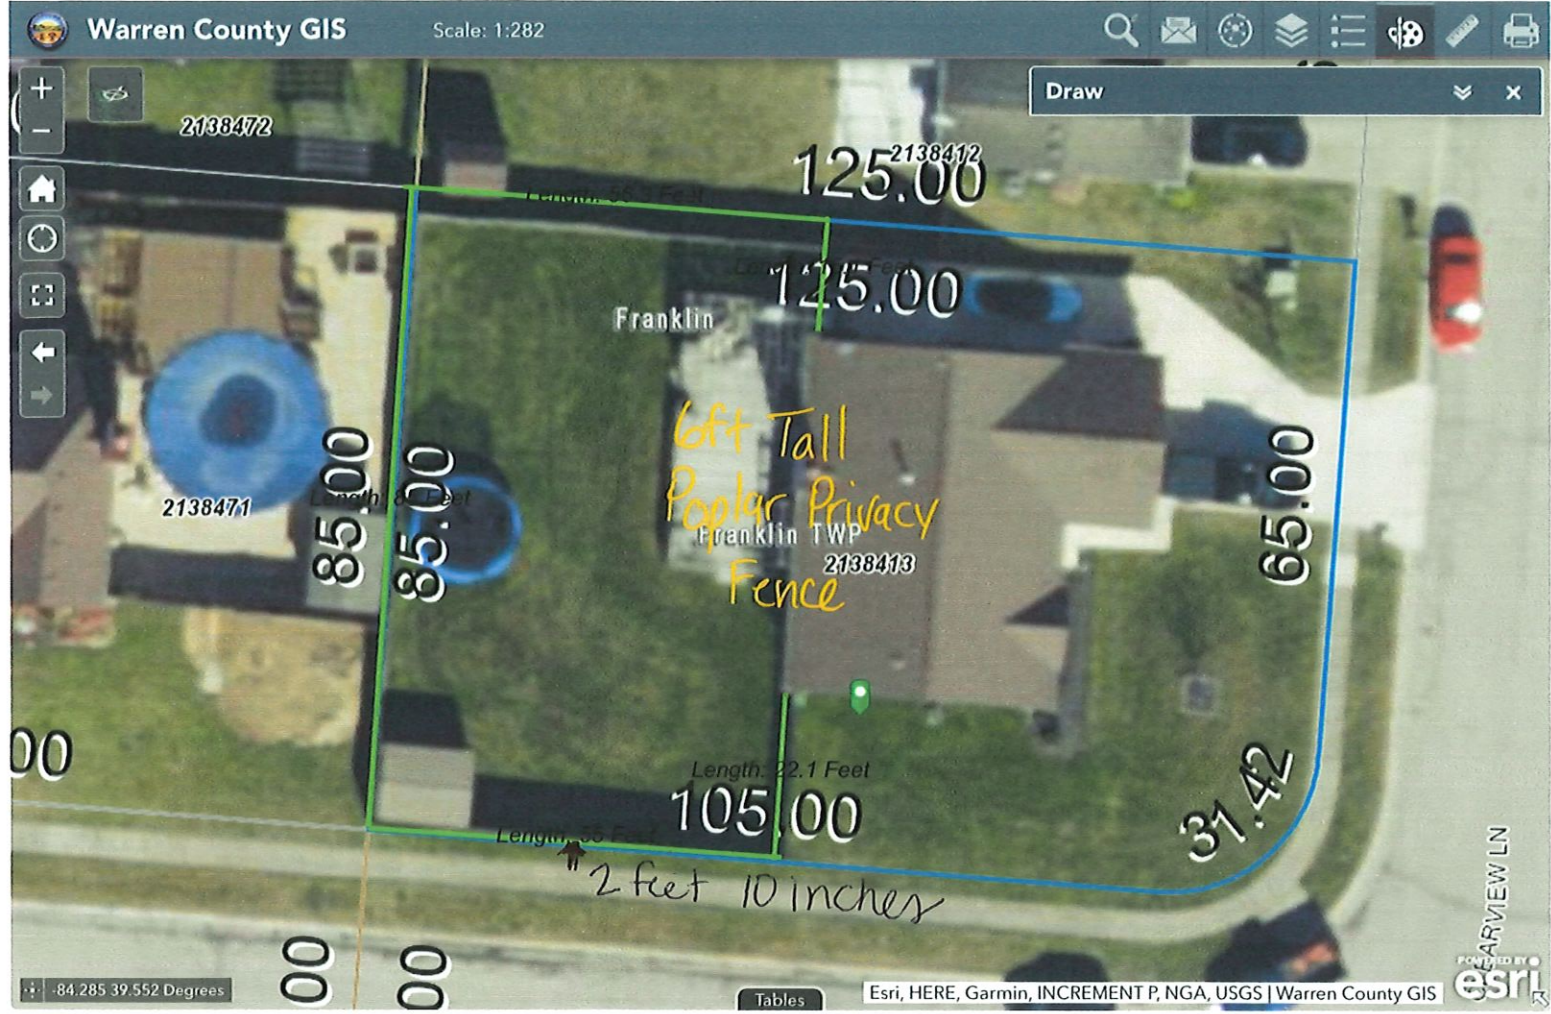 Warren County GIS
Scale: 1:282
Draw
2138472
2138412
125.00
125.00
Franklin
6ft Tall
Poplar Privacy
Fence
Franklin TWP
2138413
2138471
85.00
85.00
65.00
Length: 22.1 Feet
105.00
31.42
00
2 feet 10 inches
00
00
-84.285 39.552 Degrees
Tables
Esri, HERE, Garmin, INCREMENT P, NGA, USGS | Warren County GIS
POWERED BY
esri